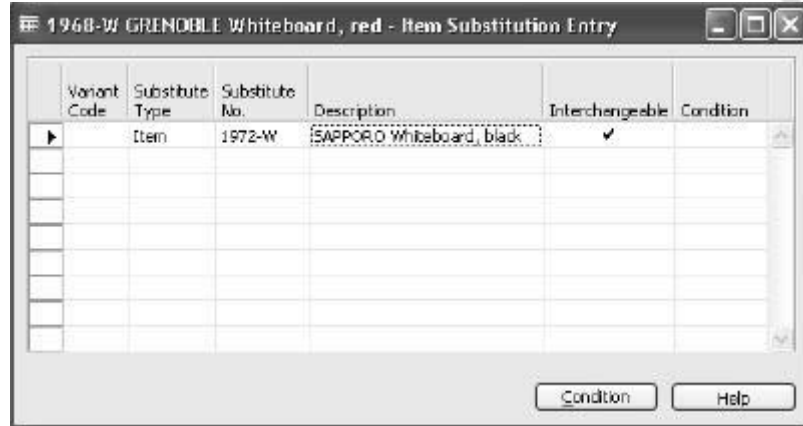 1968-W GRENOBLE Whiteboard, red - Item Substitution Entry
Variant Code Substitute Type Substitute No. Description Interchangeable Condition
Item 1972-W SAPPORO Whiteboard, black
Condition Help